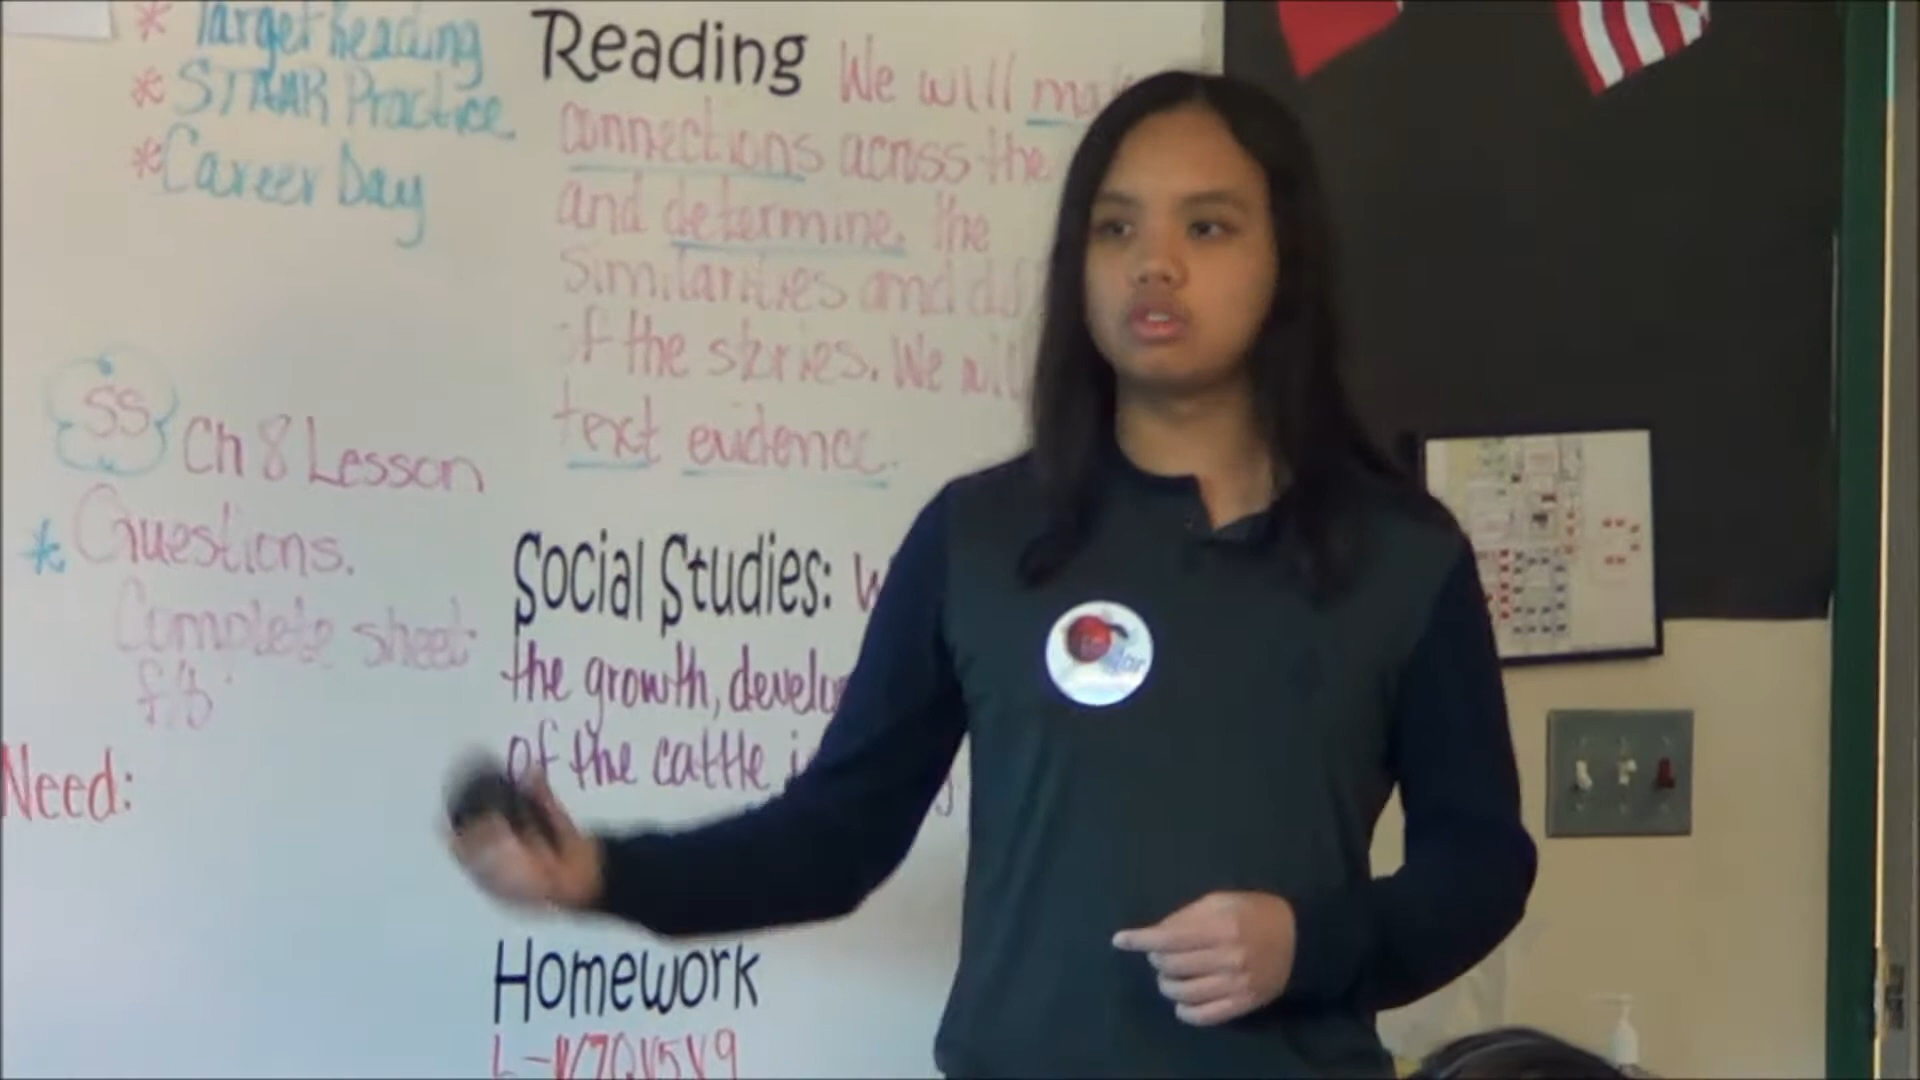 * Target Reading
* STAAR Practice
* Career Day
SS Ch 8 Lesson
* Questions.
Complete sheet
f/b
Need:
Reading We will
connections across the
and determine the
similarities and
of the stories. We
text evidence.
Social Studies:
the growth,
of the cattle
Homework